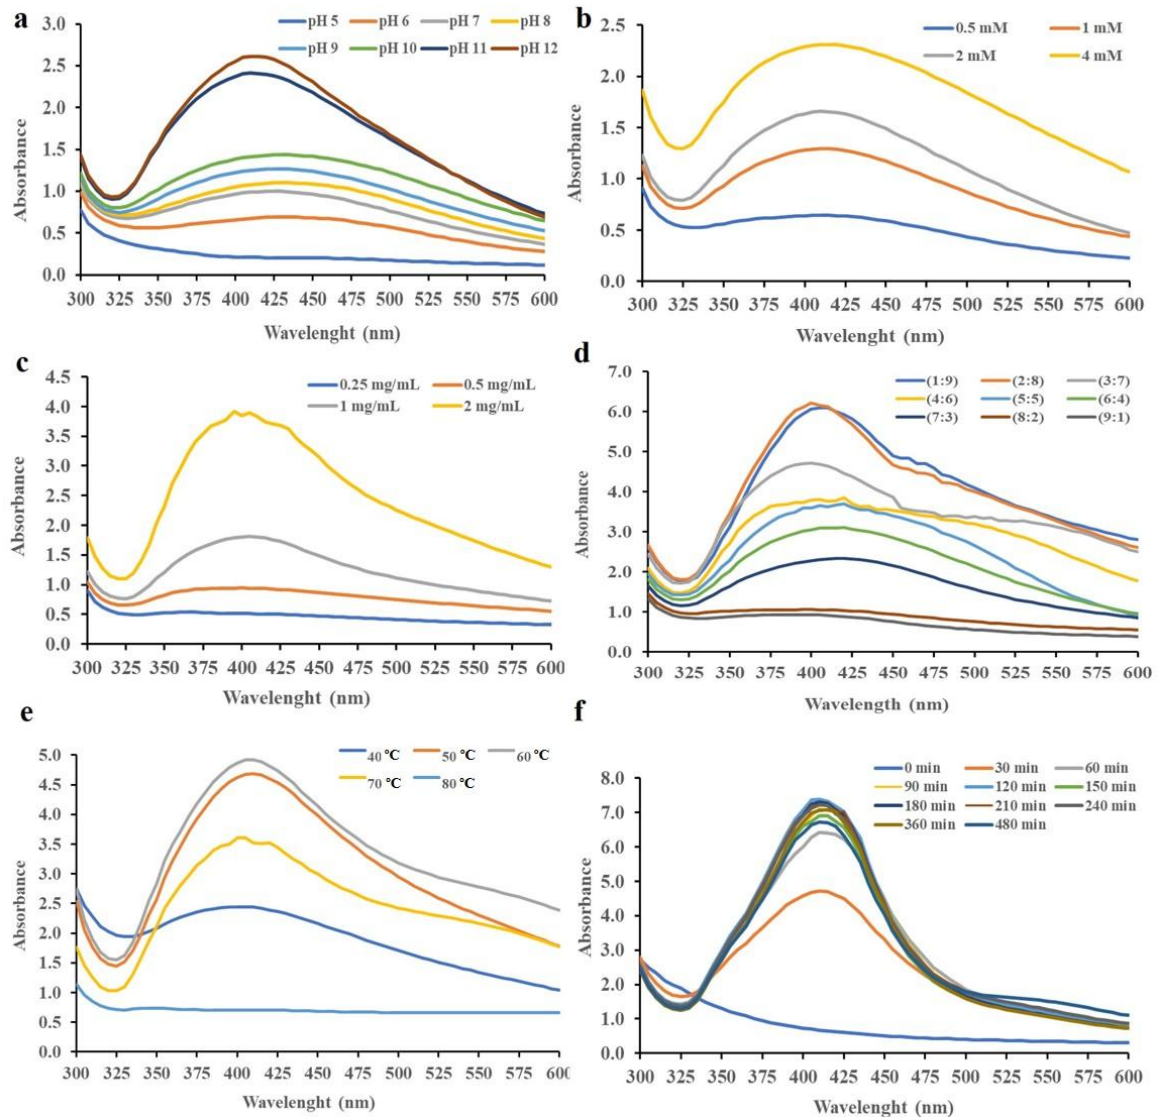 a
pH 5 pH 6 pH 7 pH 8
pH 9 pH 10 pH 11 pH 12
3.0
2.5
2.0
1.5
1.0
0.5
0.0
Absorbance
300 325 350 375 400 425 450 475 500 525 550 575 600
Wavelenght (nm)
b
0.5 mM 1 mM
2 mM 4 mM
2.5
2.0
1.5
1.0
0.5
0.0
Absorbance
300 325 350 375 400 425 450 475 500 525 550 575 600
Wavelenght (nm)
c
0.25 mg/mL 0.5 mg/mL
1 mg/mL 2 mg/mL
4.5
4.0
3.5
3.0
2.5
2.0
1.5
1.0
0.5
0.0
Absorbance
300 325 350 375 400 425 450 475 500 525 550 575 600
Wavelenght (nm)
d
(1:9) (2:8) (3:7)
(4:6) (5:5) (6:4)
(7:3) (8:2) (9:1)
7.0
6.0
5.0
4.0
3.0
2.0
1.0
0.0
Absorbance
300 325 350 375 400 425 450 475 500 525 550 575 600
Wavelength (nm)
e
40 °C 50 °C 60 °C
70 °C 80 °C
5.0
4.5
4.0
3.5
3.0
2.5
2.0
1.5
1.0
0.5
0.0
Absorbance
300 325 350 375 400 425 450 475 500 525 550 575 600
Wavelenght (nm)
f
0 min 30 min 60 min
90 min 120 min 150 min
180 min 210 min 240 min
360 min 480 min
8.0
7.0
6.0
5.0
4.0
3.0
2.0
1.0
0.0
Absorbance
300 325 350 375 400 425 450 475 500 525 550 575 600
Wavelenght (nm)